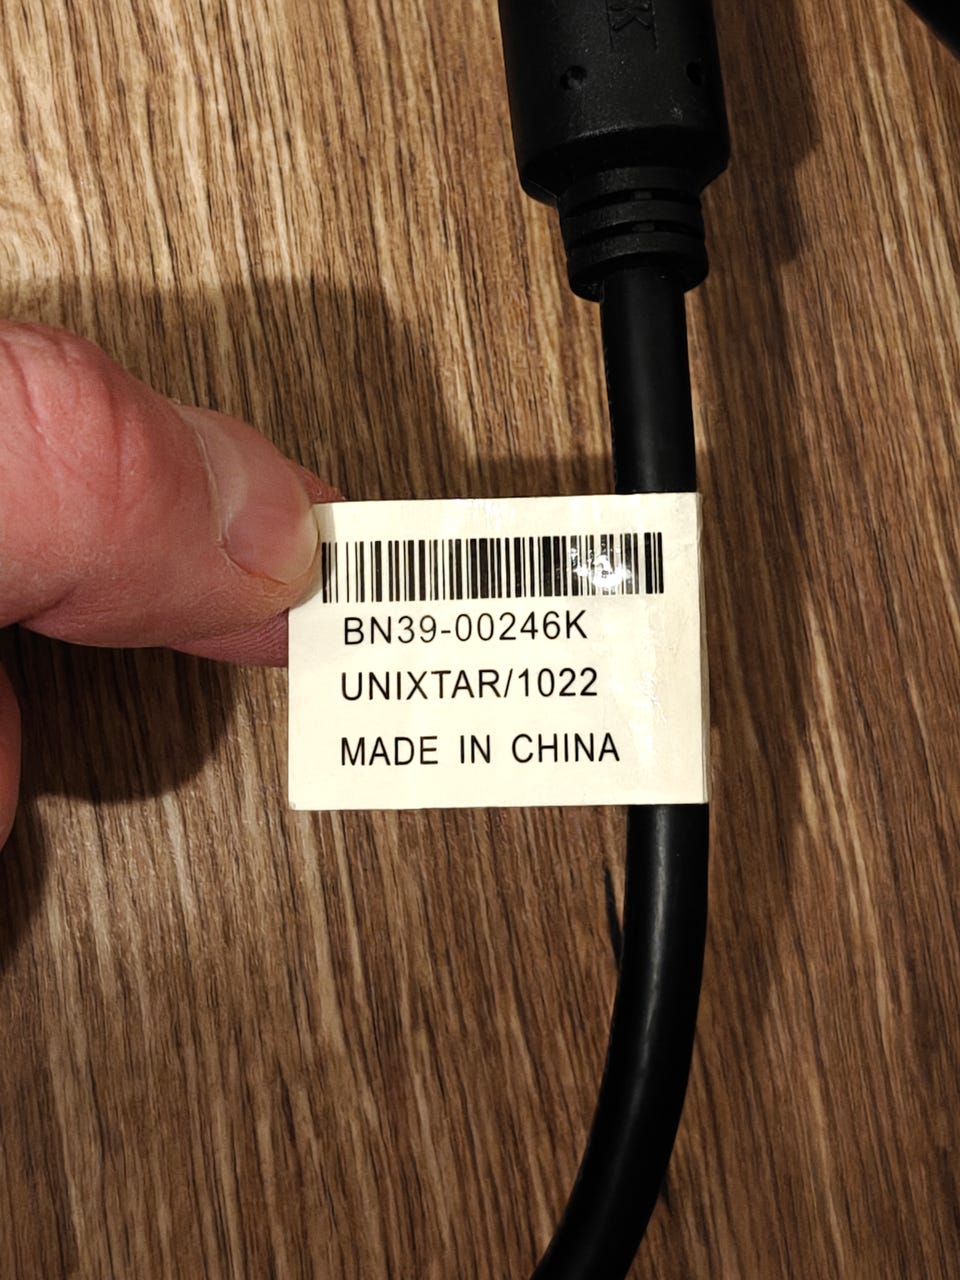 BN39-00246K
UNIXTAR/1022
MADE IN CHINA